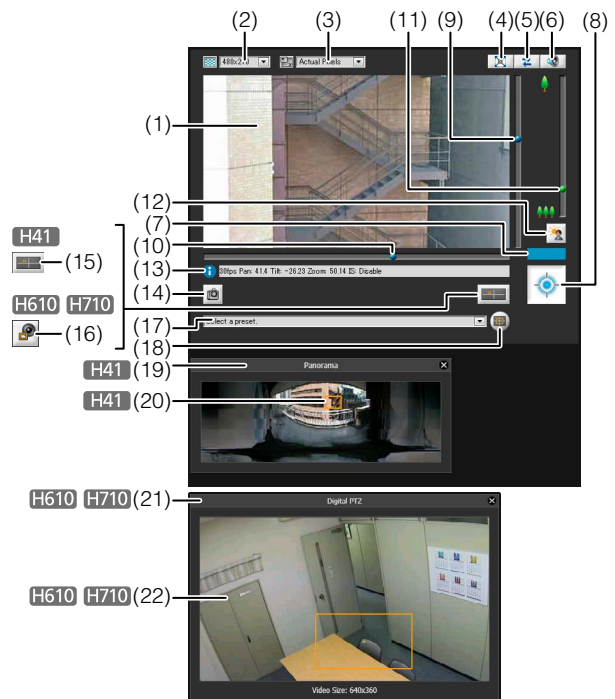 (2) (3) (11) (9) (4) (5) (6) (8)
480x270 Actual Pixels
(1)
(12)
(7)
(10)
H41
(15)
(13) 30fps Pan: 41.4 Tilt: -26.23 Zoom: 50.14 IS: Disable
(14)
H610 H710
(16)
(17) Select a preset.
(18)
H41 (19) Panorama
H41 (20)
H610 H710 (21) Digital PTZ
H610 H710 (22)
Video Size: 640x360